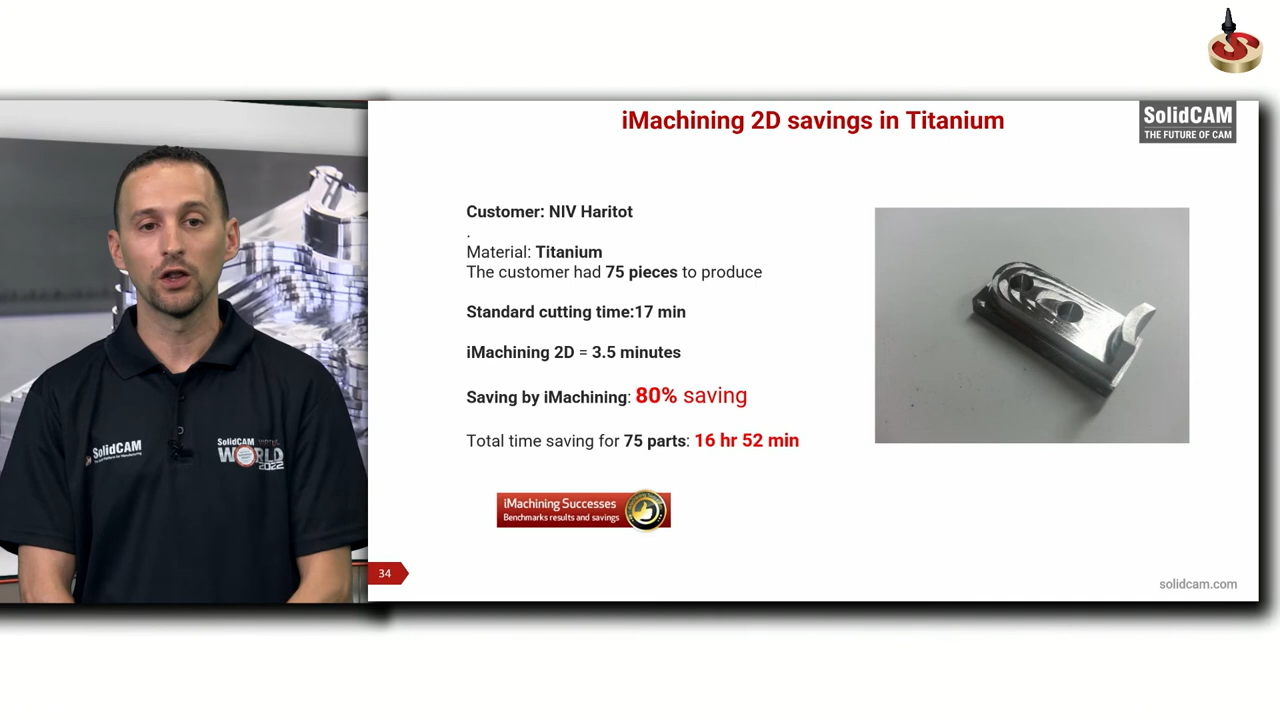 iMachining 2D savings in Titanium
SolidCAM
THE FUTURE OF CAM
Customer: NIV Haritot
.
Material: Titanium
The customer had 75 pieces to produce
Standard cutting time:17 min
iMachining 2D = 3.5 minutes
Saving by iMachining: 80% saving
Total time saving for 75 parts: 16 hr 52 min
iMachining Successes
Benchmarks results and savings
34
solidcam.com
SolidCAM
SolidCAM
WORLD
2022